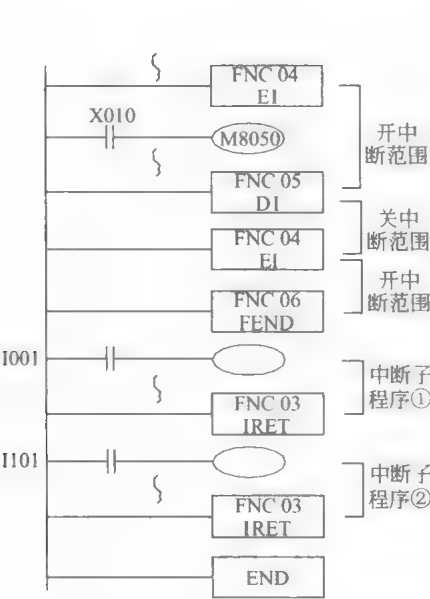 FNC 04
EI
X010
M8050
开中
断范围
FNC 05
DI
关中
断范围
FNC 04
EI
开中
断范围
FNC 06
FEND
I001
中断子
程序①
FNC 03
IRET
I101
中断子
程序②
FNC 03
IRET
END